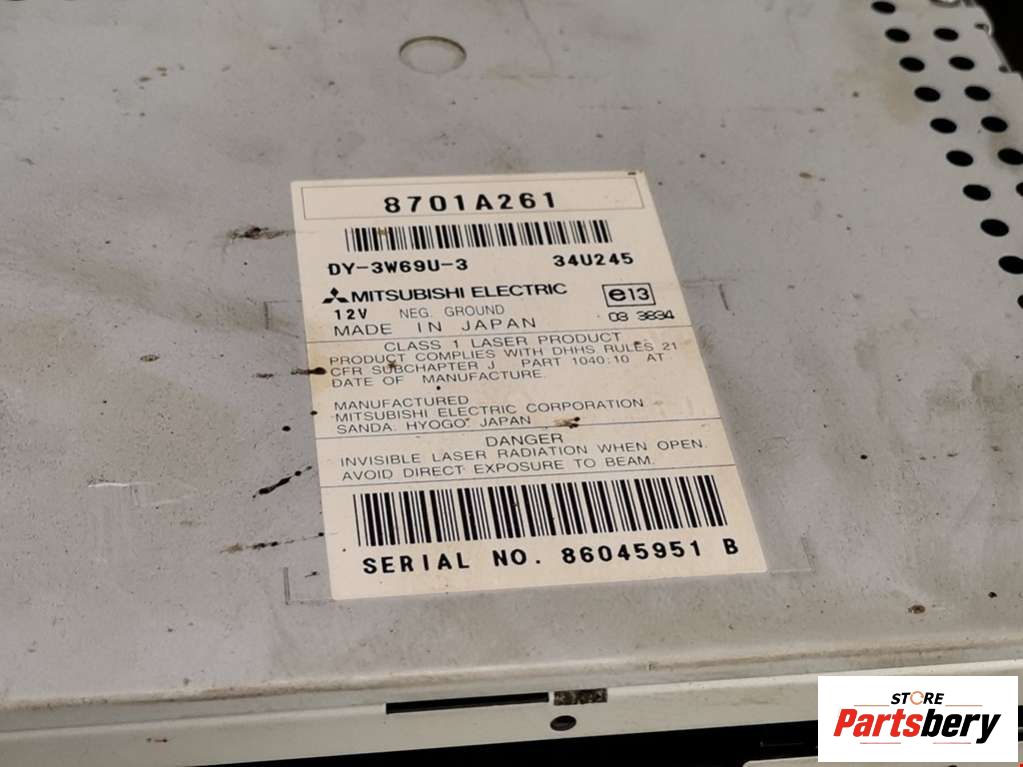 8701A261
DY-3W69U-3 34U245
MITSUBISHI ELECTRIC e13
12V NEG. GROUND 03 3834
MADE IN JAPAN
CLASS 1 LASER PRODUCT
PRODUCT COMPLIES WITH DHHS RULES 21
CFR SUBCHAPTER J PART 1040:10 AT
DATE OF MANUFACTURE.
MANUFACTURED
MITSUBISHI ELECTRIC CORPORATION
SANDA. HYOGO. JAPAN
DANGER
INVISIBLE LASER RADIATION WHEN OPEN.
AVOID DIRECT EXPOSURE TO BEAM.
SERIAL NO. 86045951 B
STORE
Partsbery